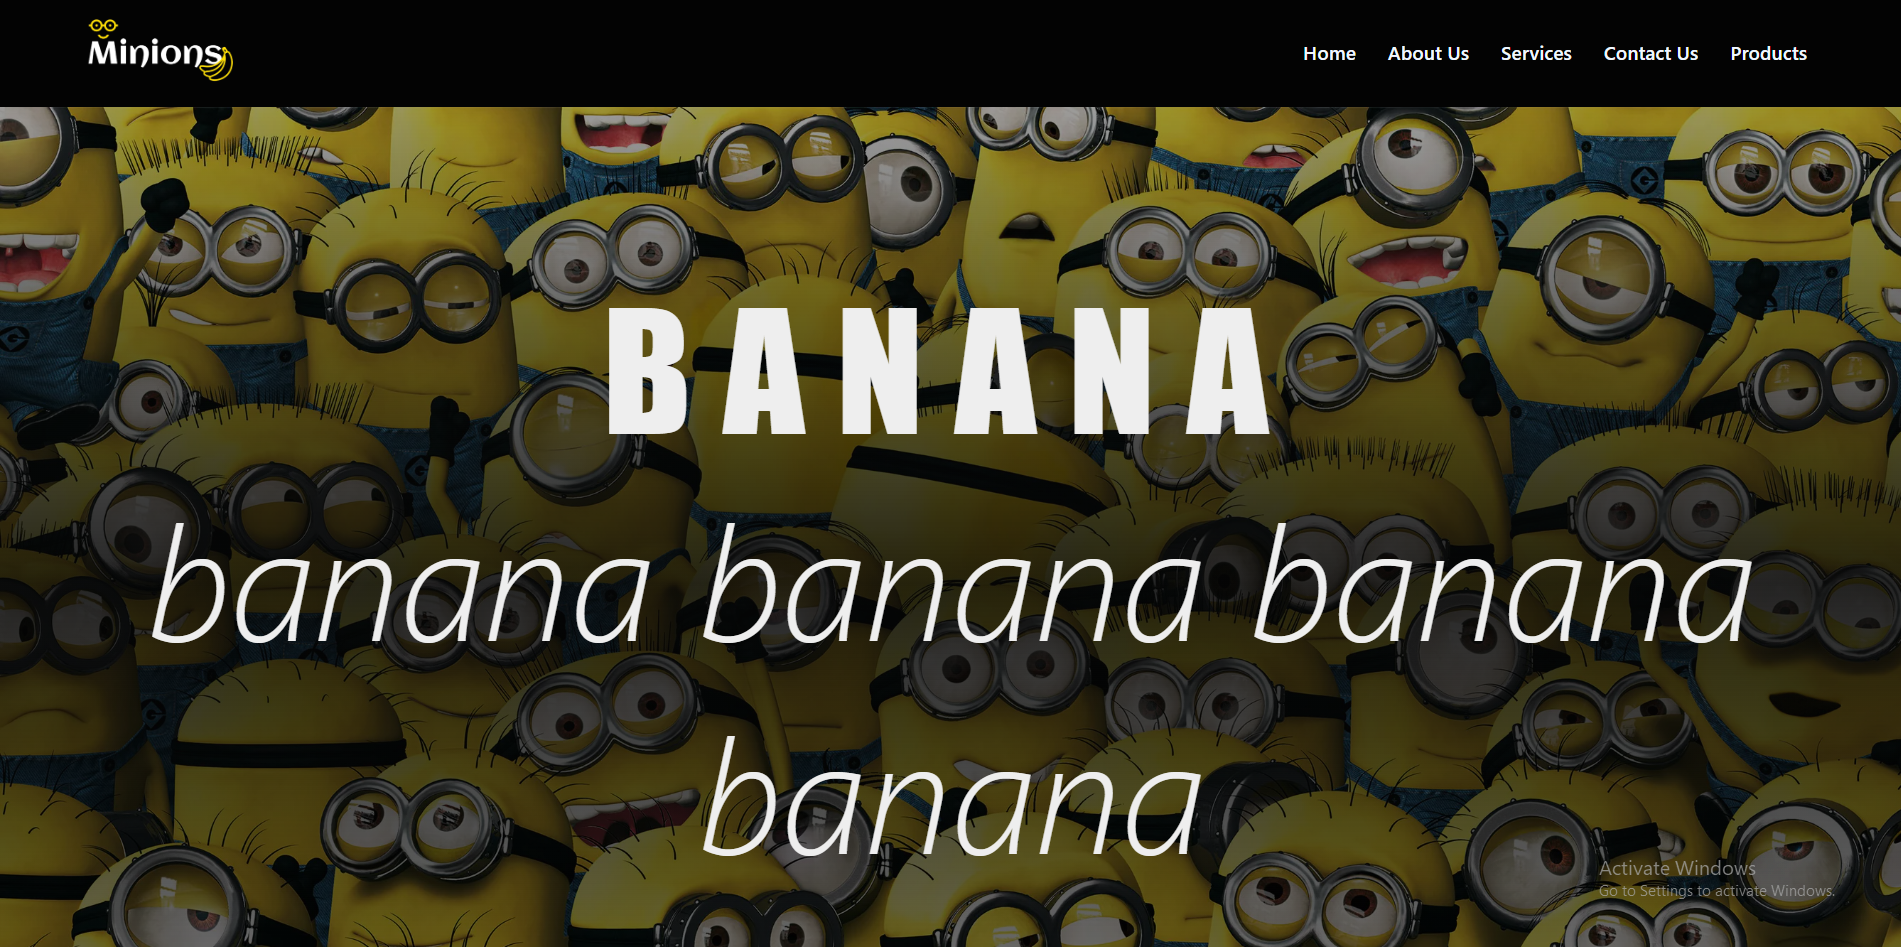 Minions
Home About Us Services Contact Us Products
BANANA
banana banana banana
banana
Activate Windows
Go to Settings to activate Windows.